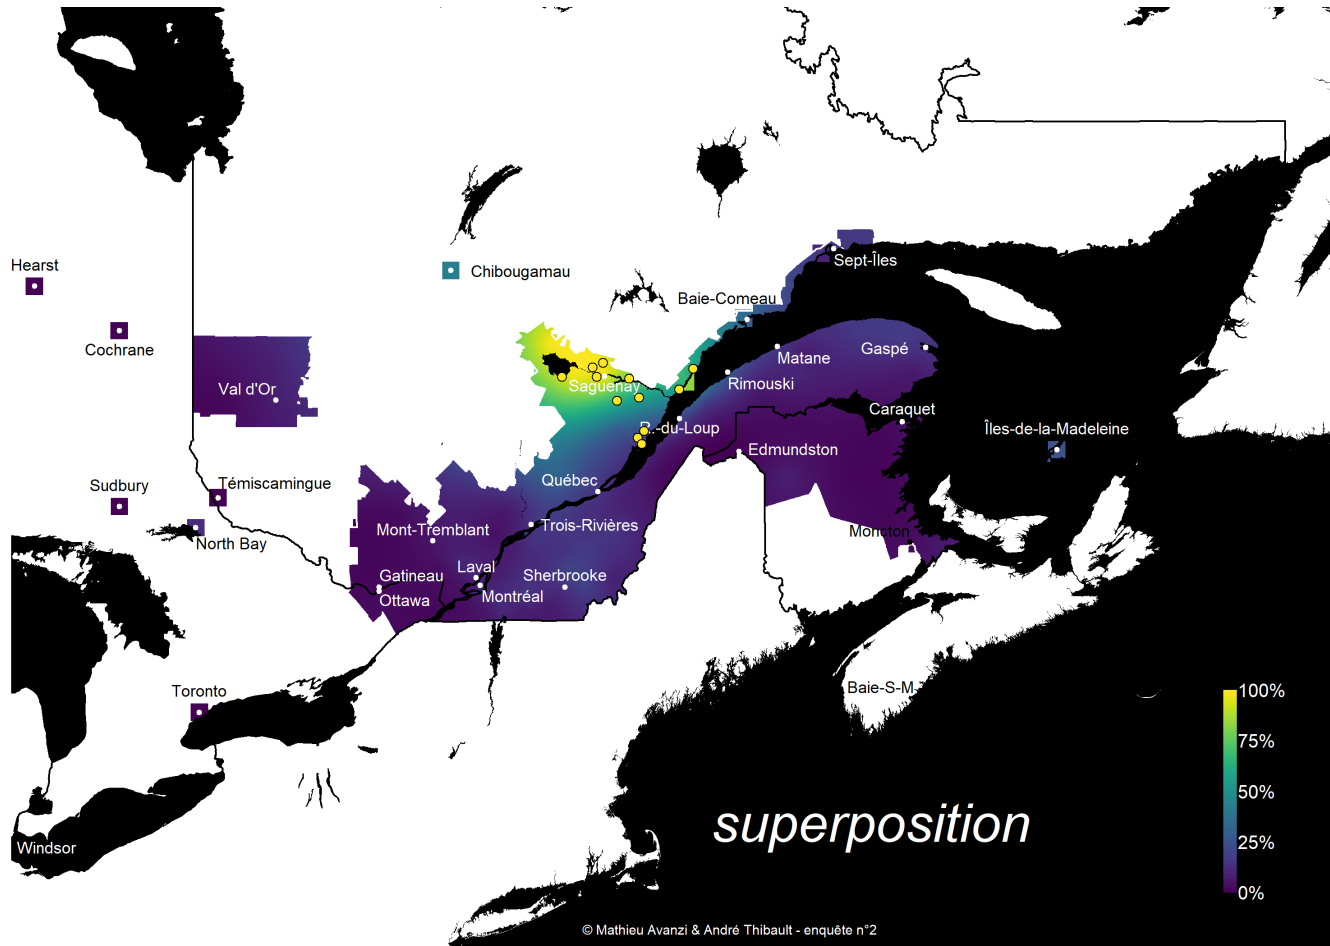 Sept-Îles
Hearst
Chibougamau
Baie-Comeau
Cochrane
Matane
Gaspé
Saguenay
Rimouski
Val d'Or
Caraquet
R.-du-Loup
Îles-de-la-Madeleine
Edmundston
Québec
Sudbury
Témiscamingue
Mont-Tremblant
Trois-Rivières
Moncton
North Bay
Laval
Gatineau
Sherbrooke
Montréal
Ottawa
Toronto
Baie-S-M-
100%
75%
50%
25%
0%
superposition
Windsor
© Mathieu Avanzi & André Thibault - enquête n°2